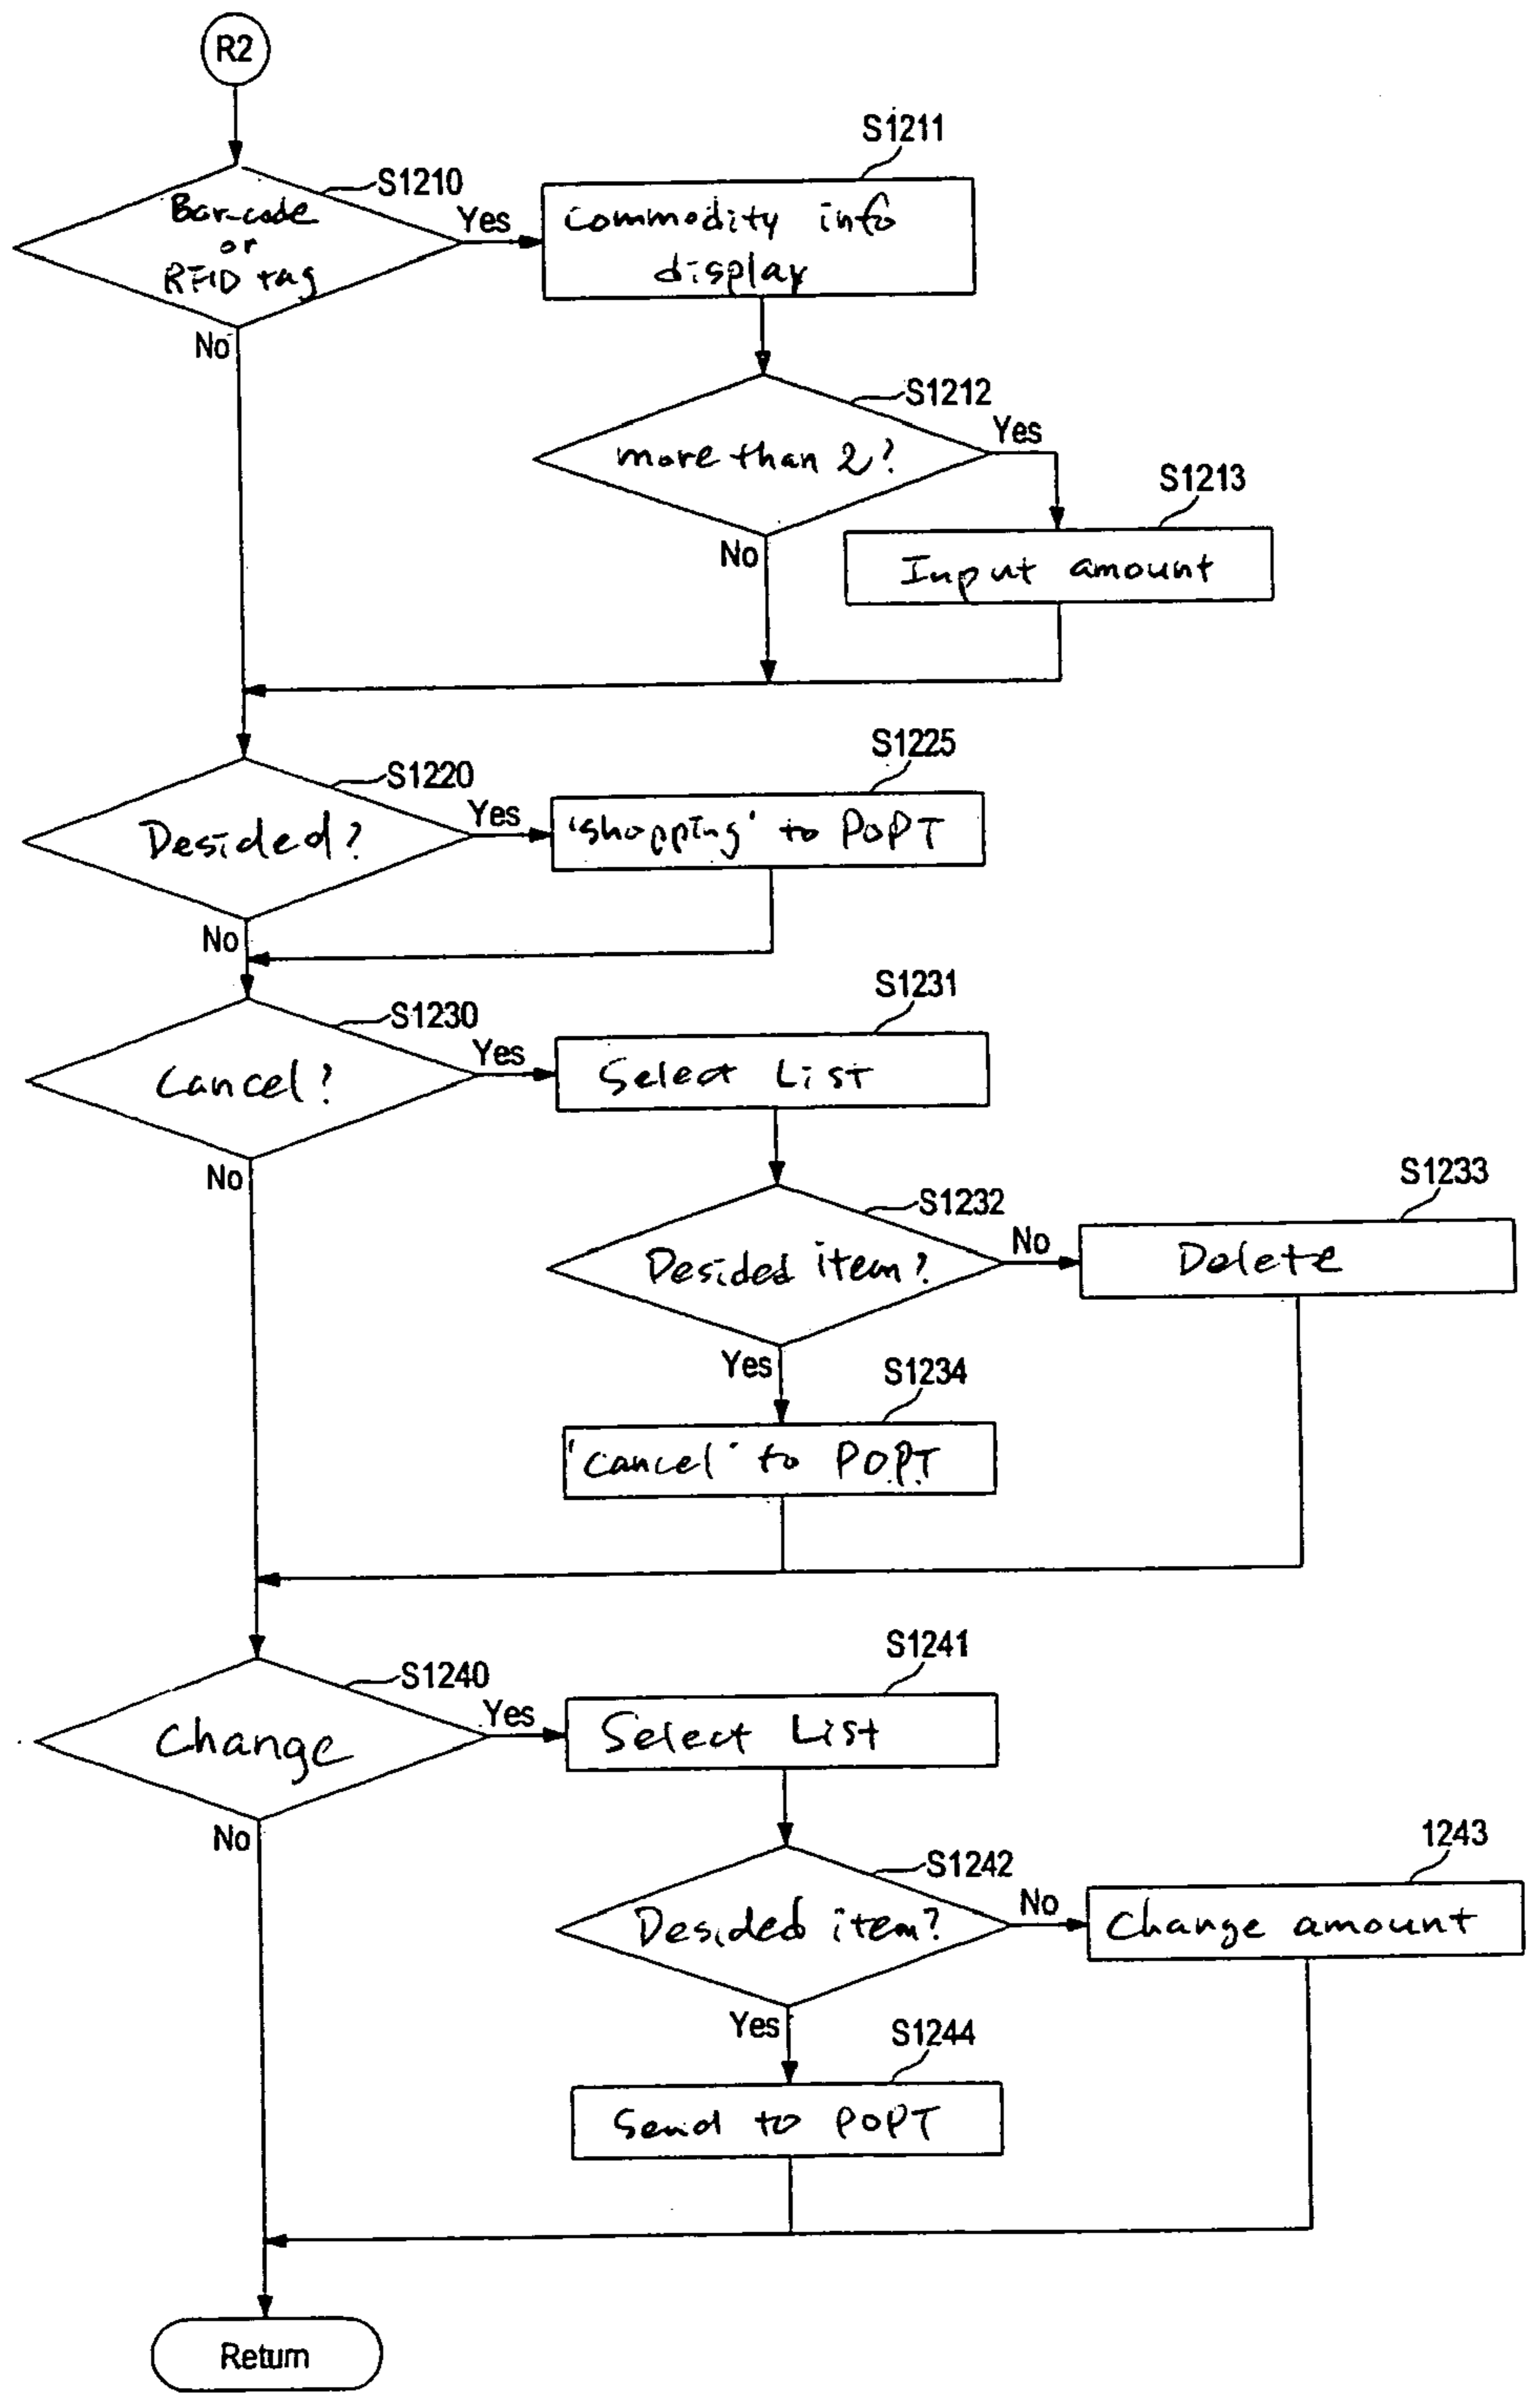 R2
S1210
Bar-code
or
RFID tag
Yes
No
S1211
Commodity info
display
S1212
more than 2?
Yes
No
S1213
Input amount
S1220
Desided?
Yes
No
S1225
'shopping' to POPT
S1230
Cancel?
Yes
No
S1231
Select List
S1232
Desided item?
No
Yes
S1233
Delete
S1234
'cancel' to POPT
S1240
Change
Yes
No
S1241
Select List
S1242
Desided item?
No
Yes
1243
Change amount
S1244
Send to POPT
Return